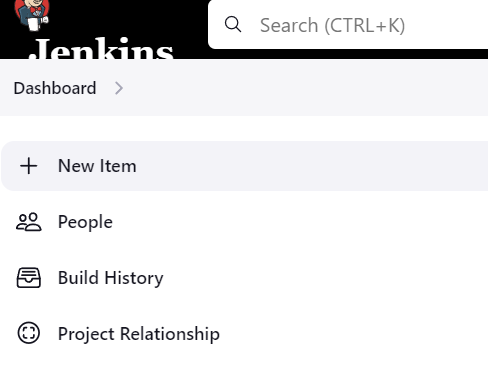 Jenkins
Search (CTRL+K)
Dashboard
New Item
People
Build History
Project Relationship